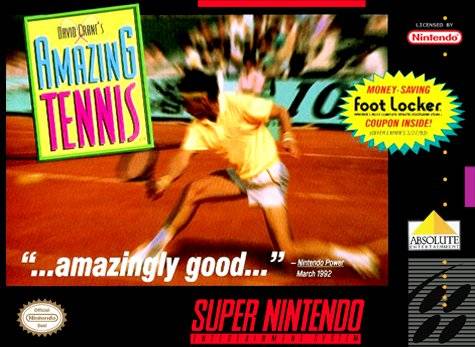 DAVID CRANE'S
AMAZING
TENNIS
LICENSED BY
Nintendo
MONEY-SAVING
foot Locker
COUPON INSIDE!
"...amazingly good..." – Nintendo Power
March 1992
ABSOLUTE
ENTERTAINMENT
Official
Nintendo
Seal
SUPER NINTENDO
ENTERTAINMENT SYSTEM